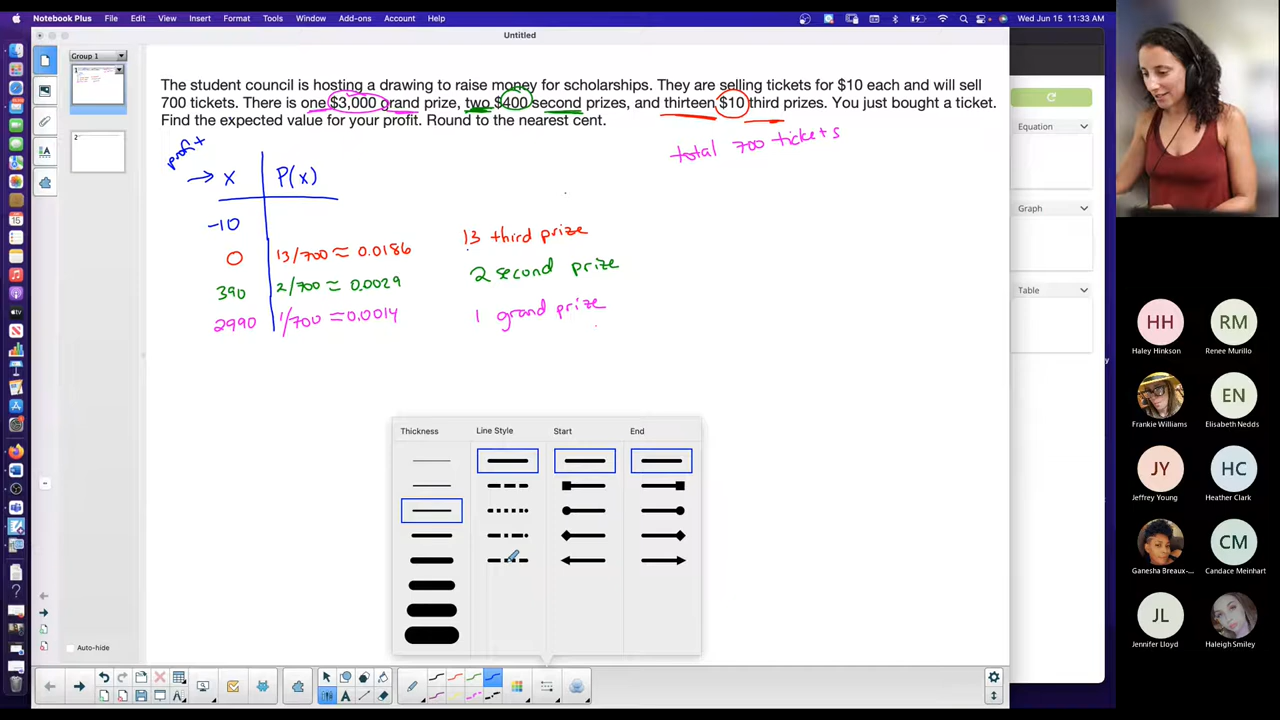 Notebook Plus File Edit View Insert Format Tools Window Add-ons Account Help
Wed Jun 15 11:33 AM
Untitled
Group 1
1
2
The student council is hosting a drawing to raise money for scholarships. They are selling tickets for $10 each and will sell
700 tickets. There is one $3,000 grand prize, two $400 second prizes, and thirteen $10 third prizes. You just bought a ticket.
Find the expected value for your profit. Round to the nearest cent.
total 700 tickets
profit
→ X P(x)
-10
0 13/700 ≈ 0.0186
13 third prize
390 2/700 ≈ 0.0029
2 second prize
2990 1/700 ≈ 0.0014
1 grand prize
Thickness Line Style Start End
Auto-hide
Equation
Graph
Table
HH
Haley Hinkson
RM
Renee Murillo
Frankie Williams
EN
Elisabeth Nedds
JY
Jeffrey Young
HC
Heather Clark
Ganesha Breaux-...
CM
Candace Meinhart
JL
Jennifer Lloyd
Haleigh Smiley